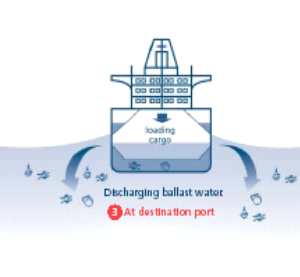 loading
cargo
Discharging ballast water
3 At destination port